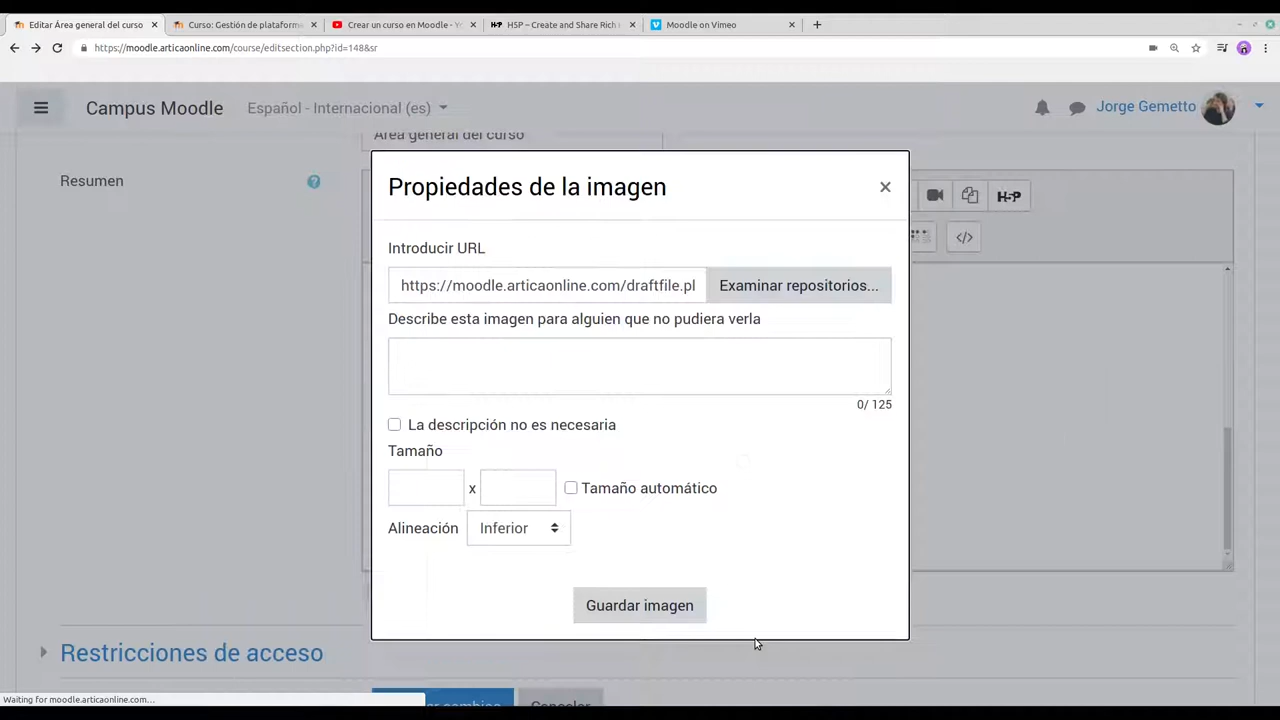 Editar Área general del curso
Curso: Gestión de plataforme
Crear un curso en Moodle - Yo
H5P – Create and Share Rich
Moodle on Vimeo
https://moodle.articaonline.com/course/editsection.php?id=148&sr
Campus Moodle
Español - Internacional (es)
Jorge Gemetto
Área general del curso
Resumen
H5P
Propiedades de la imagen
Introducir URL
https://moodle.articaonline.com/draftfile.pl
Examinar repositorios...
Describe esta imagen para alguien que no pudiera verla
0/ 125
La descripción no es necesaria
Tamaño
x
Tamaño automático
Alineación
Inferior
Guardar imagen
Restricciones de acceso
Cancelar
Waiting for moodle.articaonline.com...